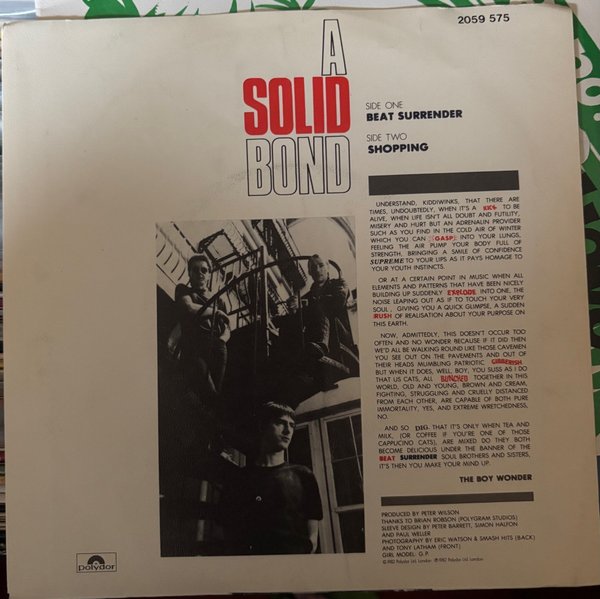 2059 575
A
SOLID
BOND
SIDE ONE
BEAT SURRENDER
SIDE TWO
SHOPPING
UNDERSTAND, KIDDIWINKS, THAT THERE ARE
TIMES, UNDOUBTEDLY, WHEN IT'S A KICK TO BE
ALIVE, WHEN LIFE ISN'T ALL DOUBT AND FUTILITY,
MISERY AND HURT BUT AN ADRENALIN PROVIDER
SUCH AS YOU FIND IN THE COLD AIR OF WINTER
WHICH YOU CAN (GASP) INTO YOUR LUNGS,
FEELING THE AIR PUMP YOUR BODY FULL OF
STRENGTH, BRINGING A SMILE OF CONFIDENCE
SUPREME TO YOUR LIPS AS IT PAYS HOMAGE TO
YOUR YOUTH INSTINCTS.
OR AT A CERTAIN POINT IN MUSIC WHEN ALL
ELEMENTS AND PATTERNS THAT HAVE BEEN NICELY
BUILDING UP SUDDENLY EXPLODE INTO ONE, THE
NOISE LEAPING OUT AS IF TO TOUCH YOUR VERY
SOUL, GIVING YOU A QUICK GLIMPSE, A SUDDEN
RUSH OF REALISATION ABOUT YOUR PURPOSE ON
THIS EARTH.
NOW, ADMITTEDLY, THIS DOESN'T OCCUR TOO
OFTEN AND NO WONDER BECAUSE IF IT DID THEN
WE'D ALL BE WALKING ROUND LIKE THOSE CAVEMEN
YOU SEE OUT ON THE PAVEMENTS AND OUT OF
THEIR HEADS MUMBLING PATRIOTIC GIBBERISH
BUT WHEN IT DOES, WELL, BOY, YOU SUSS AS I DO
THAT US CATS, ALL BUNCHED TOGETHER IN THIS
WORLD, OLD AND YOUNG, BROWN AND CREAM,
FIGHTING, STRUGGLING AND CRUELLY DISTANCED
FROM EACH OTHER, ARE CAPABLE OF BOTH PURE
IMMORTALITY, YES, AND EXTREME WRETCHEDNESS,
NO.
AND SO DIG, THAT IT'S ONLY WHEN TEA AND
MILK, (OR COFFEE IF YOU'RE ONE OF THOSE
CAPPUCINO CATS), ARE MIXED DO THEY BOTH
BECOME DELICIOUS UNDER THE BANNER OF THE
BEAT SURRENDER SOUL BROTHERS AND SISTERS,
IT'S THEN YOU MAKE YOUR MIND UP.
THE BOY WONDER
PRODUCED BY PETER WILSON
THANKS TO BRIAN ROBSON (POLYGRAM STUDIOS)
SLEEVE DESIGN BY PETER BARRETT, SIMON HALFON
AND PAUL WELLER
PHOTOGRAPHY BY ERIC WATSON & SMASH HITS (BACK)
AND TONY LATHAM (FRONT)
GIRL MODEL G.P.
©1982 Polydor Ltd. London ℗1982 Polydor Ltd. London
polydor